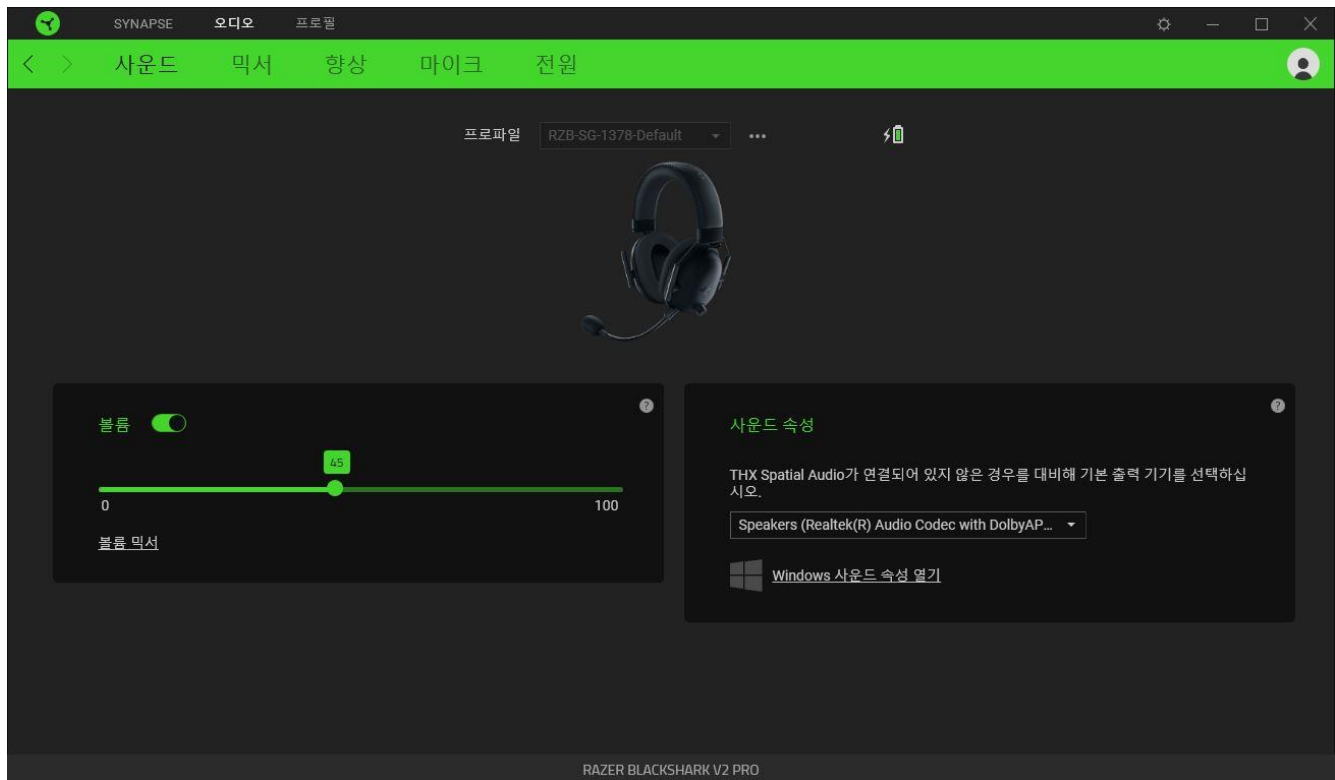 SYNAPSE 오디오 프로필
사운드 믹서 향상 마이크 전원
프로파일 RZB-SG-1378-Default
볼륨
45
0 100
볼륨 믹서
사운드 속성
THX Spatial Audio가 연결되어 있지 않은 경우를 대비해 기본 출력 기기를 선택하십
시오.
Speakers (Realtek(R) Audio Codec with DolbyAP...
Windows 사운드 속성 열기
RAZER BLACKSHARK V2 PRO